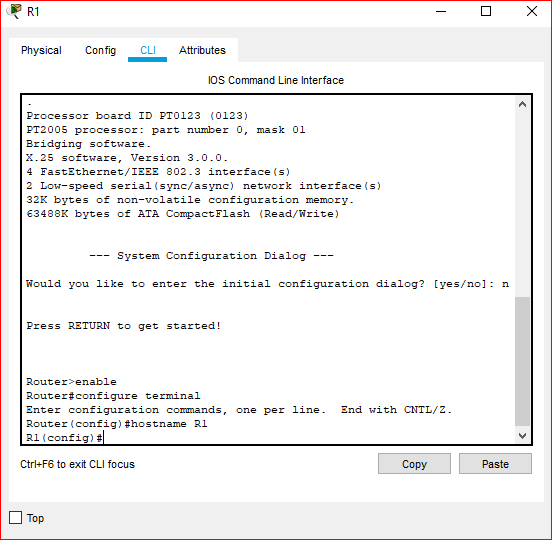 R1
Physical Config CLI Attributes
IOS Command Line Interface
.
Processor board ID PT0123 (0123)
PT2005 processor: part number 0, mask 01
Bridging software.
X.25 software, Version 3.0.0.
4 FastEthernet/IEEE 802.3 interface(s)
2 Low-speed serial(sync/async) network interface(s)
32K bytes of non-volatile configuration memory.
63488K bytes of ATA CompactFlash (Read/Write)
--- System Configuration Dialog ---
Would you like to enter the initial configuration dialog? [yes/no]: n
Press RETURN to get started!
Router>enable
Router#configure terminal
Enter configuration commands, one per line.  End with CNTL/Z.
Router(config)#hostname R1
R1(config)#
Ctrl+F6 to exit CLI focus
Copy Paste
Top